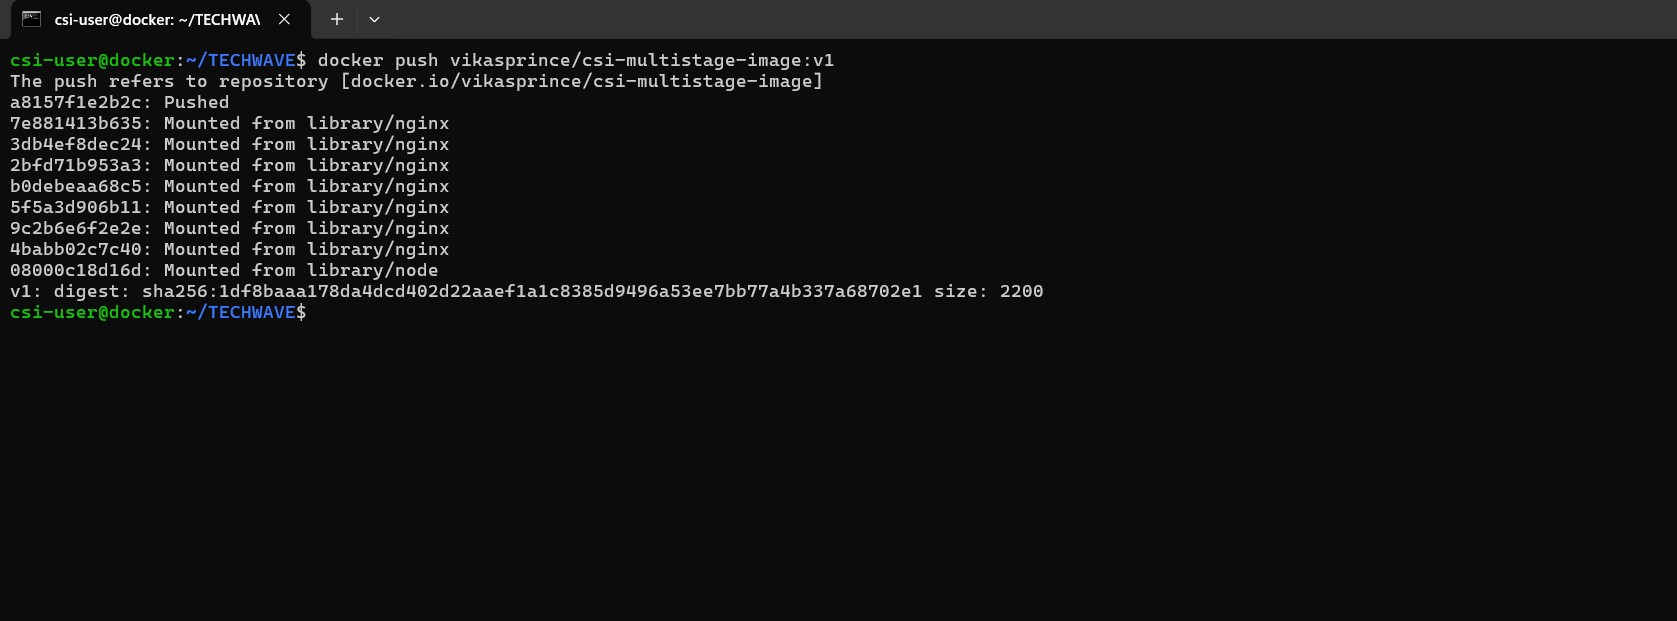 csi-user@docker: ~/TECHWAV
csi-user@docker:~/TECHWAVE$ docker push vikasprince/csi-multistage-image:v1
The push refers to repository [docker.io/vikasprince/csi-multistage-image]
a8157f1e2b2c: Pushed
7e881413b635: Mounted from library/nginx
3db4ef8dec24: Mounted from library/nginx
2bfd71b953a3: Mounted from library/nginx
b0debeaa68c5: Mounted from library/nginx
5f5a3d906b11: Mounted from library/nginx
9c2b6e6f2e2e: Mounted from library/nginx
4babb02c7c40: Mounted from library/nginx
08000c18d16d: Mounted from library/node
v1: digest: sha256:1df8baaa178da4dcd402d22aaef1a1c8385d9496a53ee7bb77a4b337a68702e1 size: 2200
csi-user@docker:~/TECHWAVE$